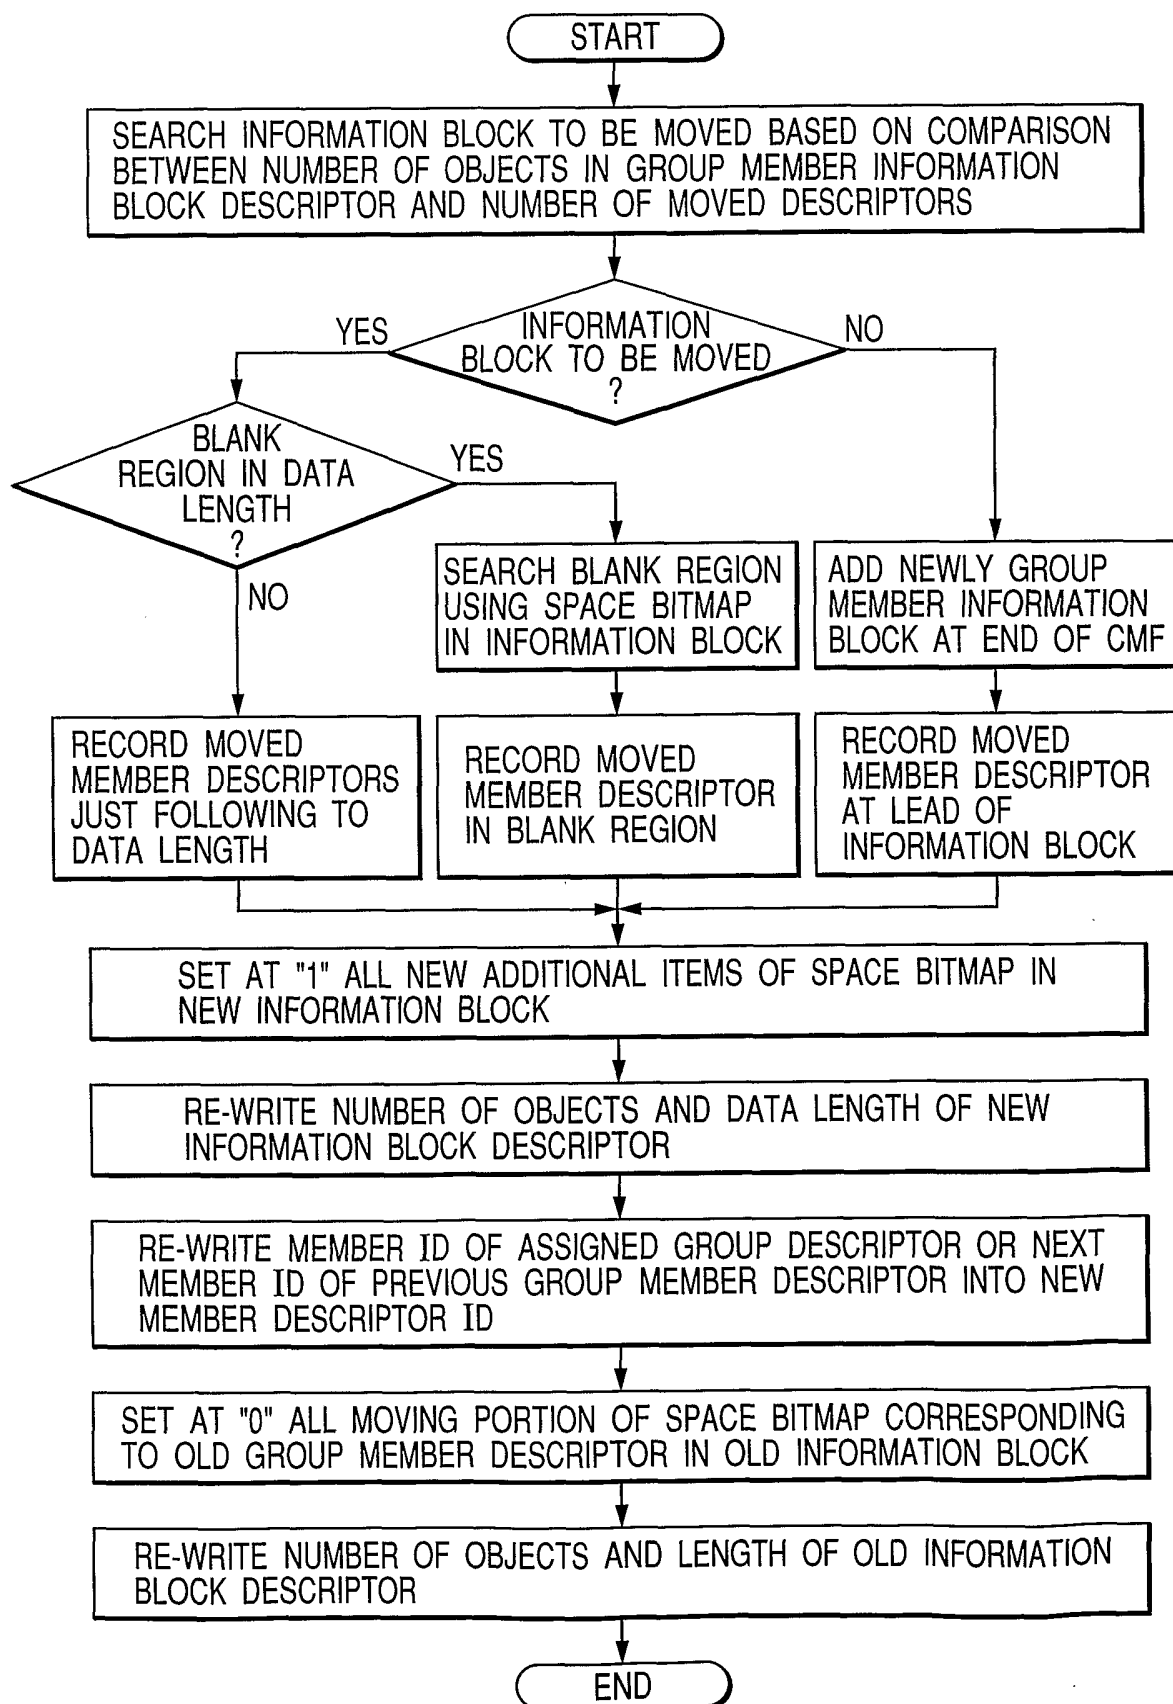 START
SEARCH INFORMATION BLOCK TO BE MOVED BASED ON COMPARISON
BETWEEN NUMBER OF OBJECTS IN GROUP MEMBER INFORMATION
BLOCK DESCRIPTOR AND NUMBER OF MOVED DESCRIPTORS
YES
INFORMATION
BLOCK TO BE MOVED
?
NO
BLANK
REGION IN DATA
LENGTH
?
YES
NO
SEARCH BLANK REGION
USING SPACE BITMAP
IN INFORMATION BLOCK
ADD NEWLY GROUP
MEMBER INFORMATION
BLOCK AT END OF CMF
RECORD MOVED
MEMBER DESCRIPTORS
JUST FOLLOWING TO
DATA LENGTH
RECORD MOVED
MEMBER DESCRIPTOR
IN BLANK REGION
RECORD MOVED
MEMBER DESCRIPTOR
AT LEAD OF
INFORMATION BLOCK
SET AT "1" ALL NEW ADDITIONAL ITEMS OF SPACE BITMAP IN
NEW INFORMATION BLOCK
RE-WRITE NUMBER OF OBJECTS AND DATA LENGTH OF NEW
INFORMATION BLOCK DESCRIPTOR
RE-WRITE MEMBER ID OF ASSIGNED GROUP DESCRIPTOR OR NEXT
MEMBER ID OF PREVIOUS GROUP MEMBER DESCRIPTOR INTO NEW
MEMBER DESCRIPTOR ID
SET AT "0" ALL MOVING PORTION OF SPACE BITMAP CORRESPONDING
TO OLD GROUP MEMBER DESCRIPTOR IN OLD INFORMATION BLOCK
RE-WRITE NUMBER OF OBJECTS AND LENGTH OF OLD INFORMATION
BLOCK DESCRIPTOR
END